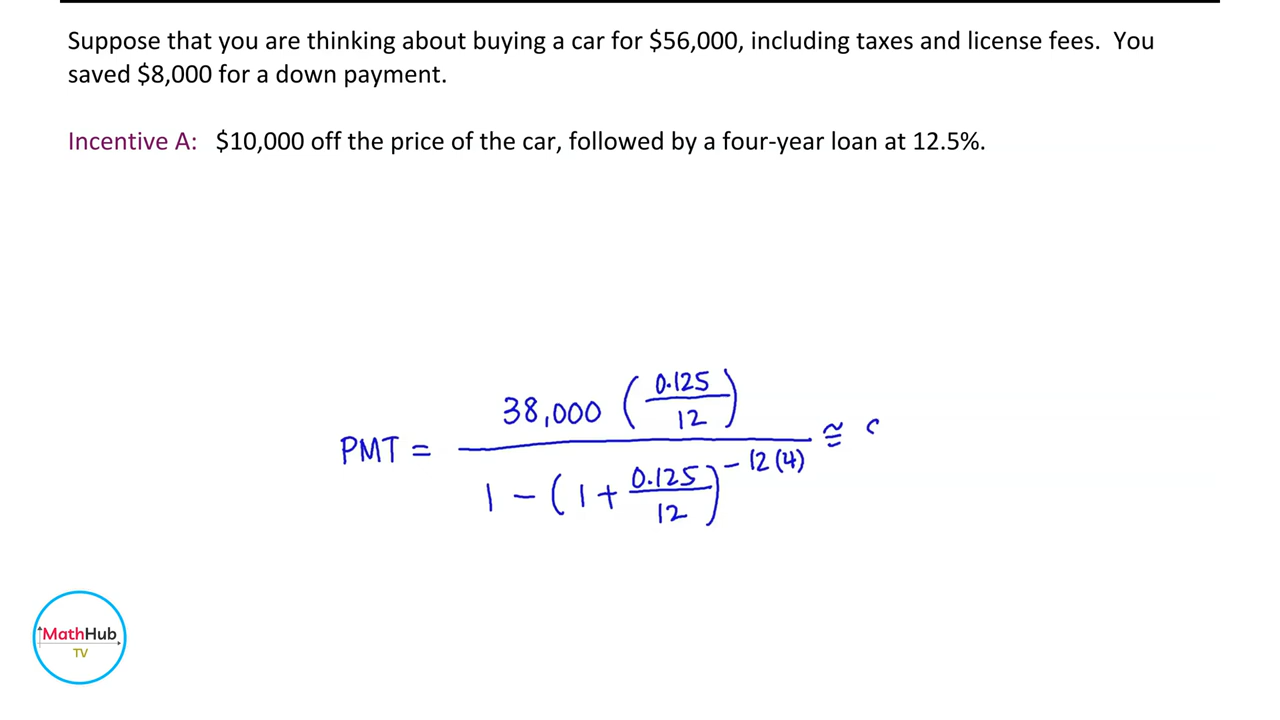 Suppose that you are thinking about buying a car for $56,000, including taxes and license fees.  You
saved $8,000 for a down payment.
Incentive A:   $10,000 off the price of the car, followed by a four-year loan at 12.5%.
38,000 (0.125/12)
PMT = ≅
1 − (1 + 0.125/12)^−12(4)
MathHub
TV